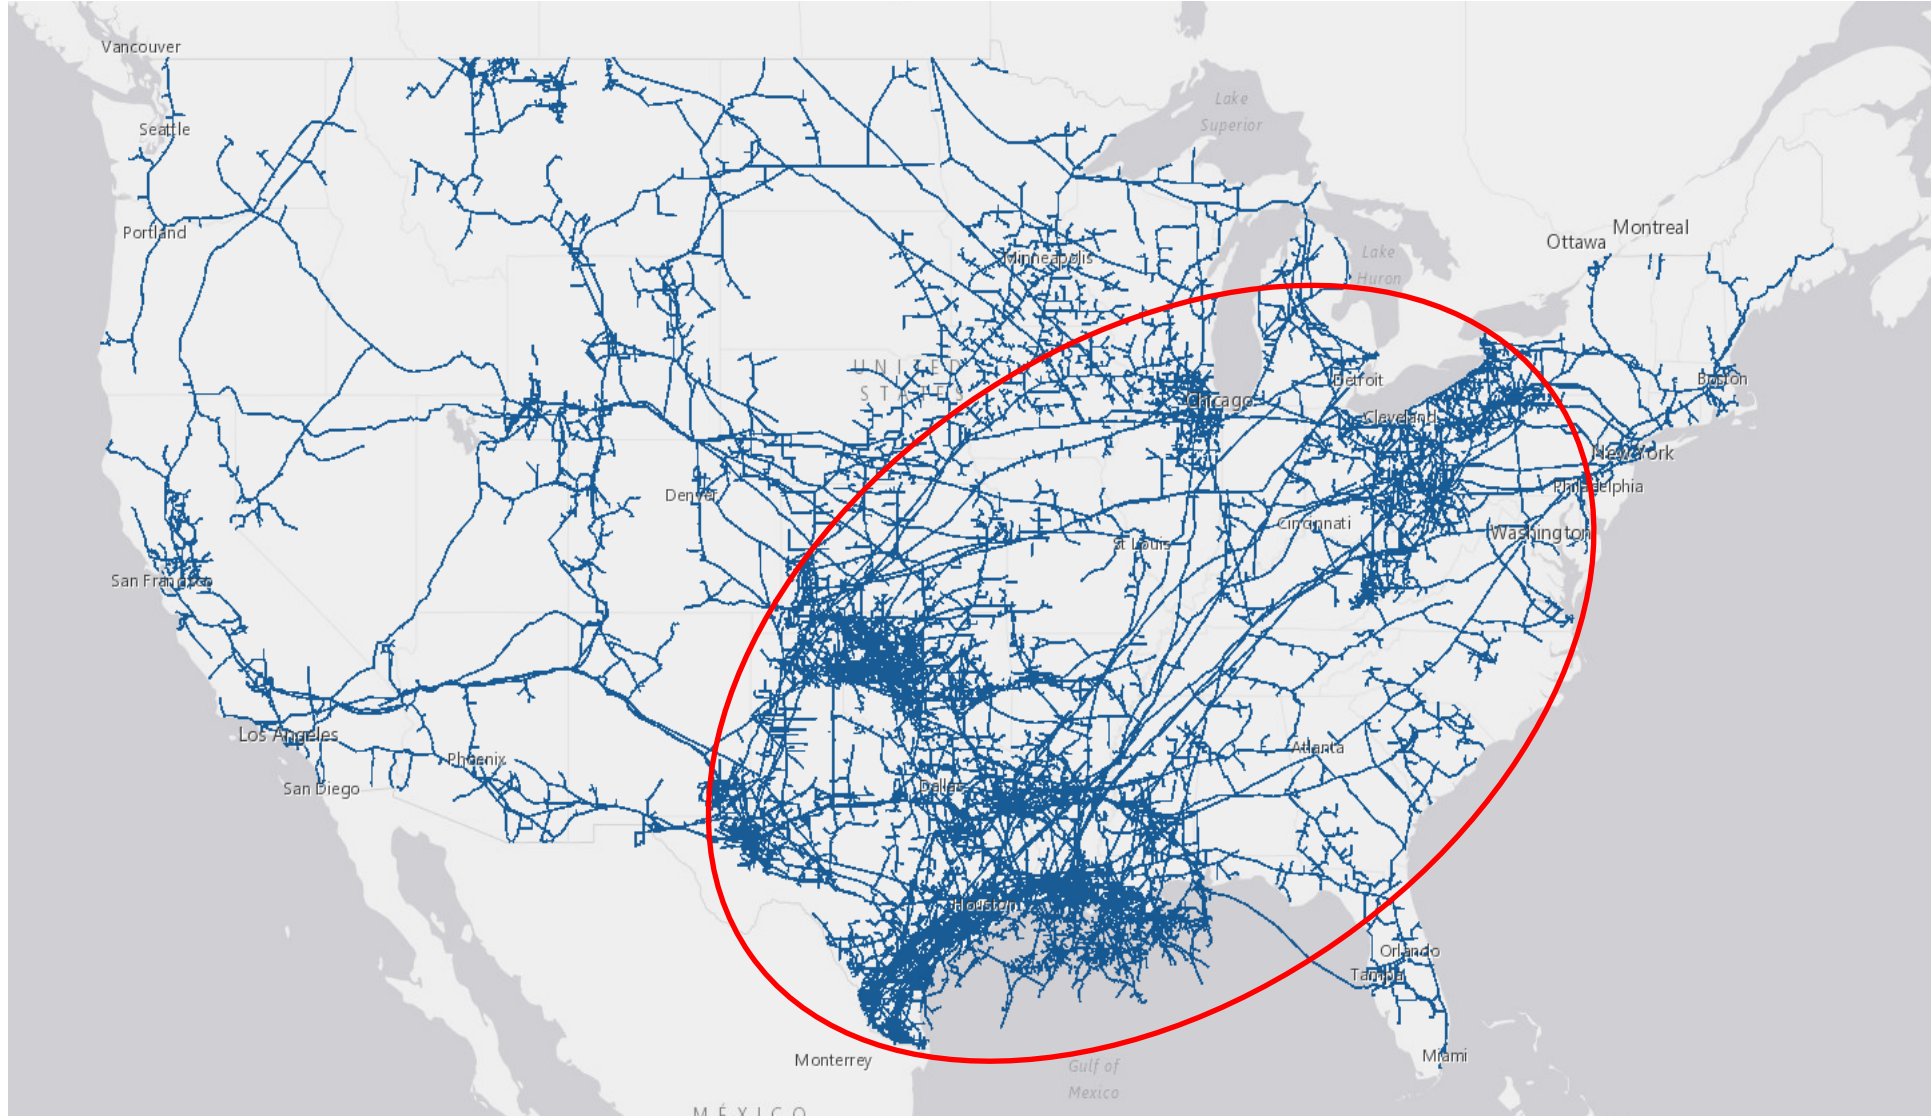 Vancouver
Lake
Superior
Seattle
Montreal
Portland
Ottawa
Lake
Huron
Minneapolis
UNITED
STATES
Detroit
Boston
Chicago
Cleveland
New York
Denver
Philadelphia
Cincinnati
Washington
St Louis
San Francisco
Los Angeles
Atlanta
Phoenix
San Diego
Dallas
Houston
Orlando
Tampa
Monterrey
Miami
Gulf of
Mexico
MÉXICO